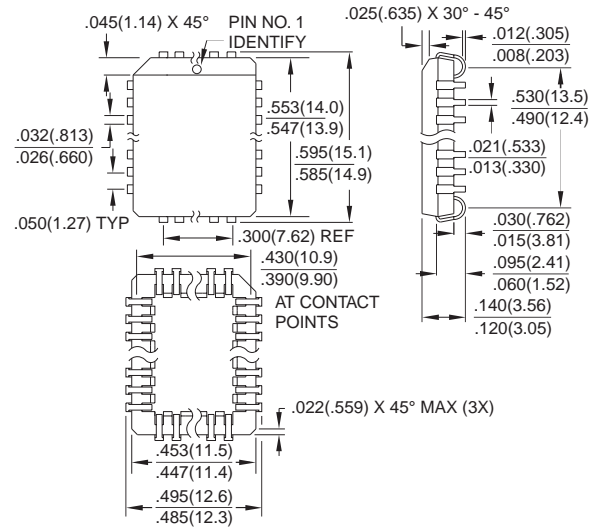 .045(1.14) X 45°
PIN NO. 1
IDENTIFY
.025(.635) X 30° - 45°
.012(.305)
.008(.203)
.553(14.0)
.547(13.9)
.530(13.5)
.490(12.4)
.032(.813)
.026(.660)
.595(15.1)
.585(14.9)
.021(.533)
.013(.330)
.050(1.27) TYP
.300(7.62) REF
.030(.762)
.015(3.81)
.430(10.9)
.390(9.90)
AT CONTACT
POINTS
.095(2.41)
.060(1.52)
.140(3.56)
.120(3.05)
.022(.559) X 45° MAX (3X)
.453(11.5)
.447(11.4)
.495(12.6)
.485(12.3)